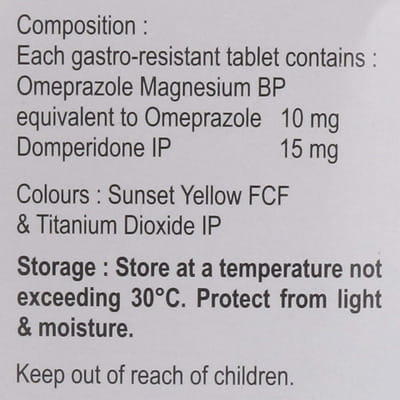 Composition :
Each gastro-resistant tablet contains :
Omeprazole Magnesium BP
equivalent to Omeprazole 10 mg
Domperidone IP 15 mg
Colours : Sunset Yellow FCF
& Titanium Dioxide IP
Storage : Store at a temperature not
exceeding 30°C. Protect from light
& moisture.
Keep out of reach of children.